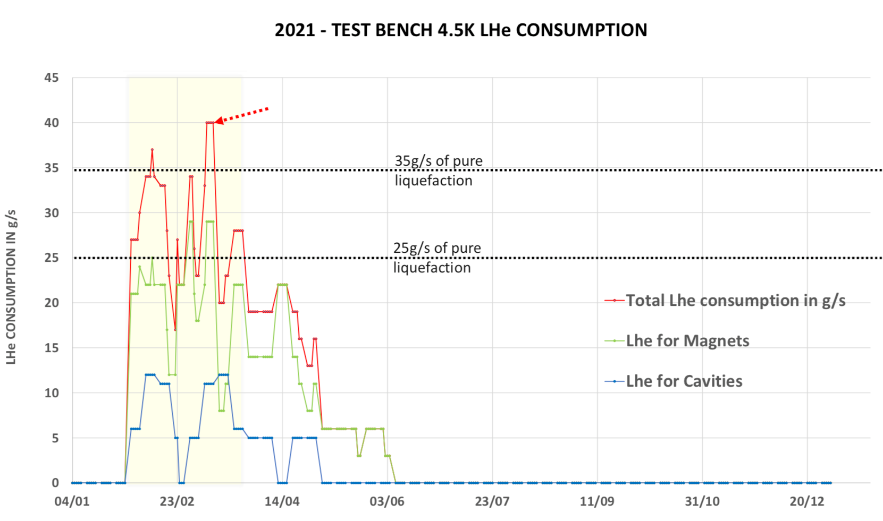 2021 - TEST BENCH 4.5K LHe CONSUMPTION
LHe CONSUMPTION IN g/s
45
40
35
30
25
20
15
10
5
0
35g/s of pure
liquefaction
25g/s of pure
liquefaction
Total Lhe consumption in g/s
Lhe for Magnets
Lhe for Cavities
04/01 23/02 14/04 03/06 23/07 11/09 31/10 20/12